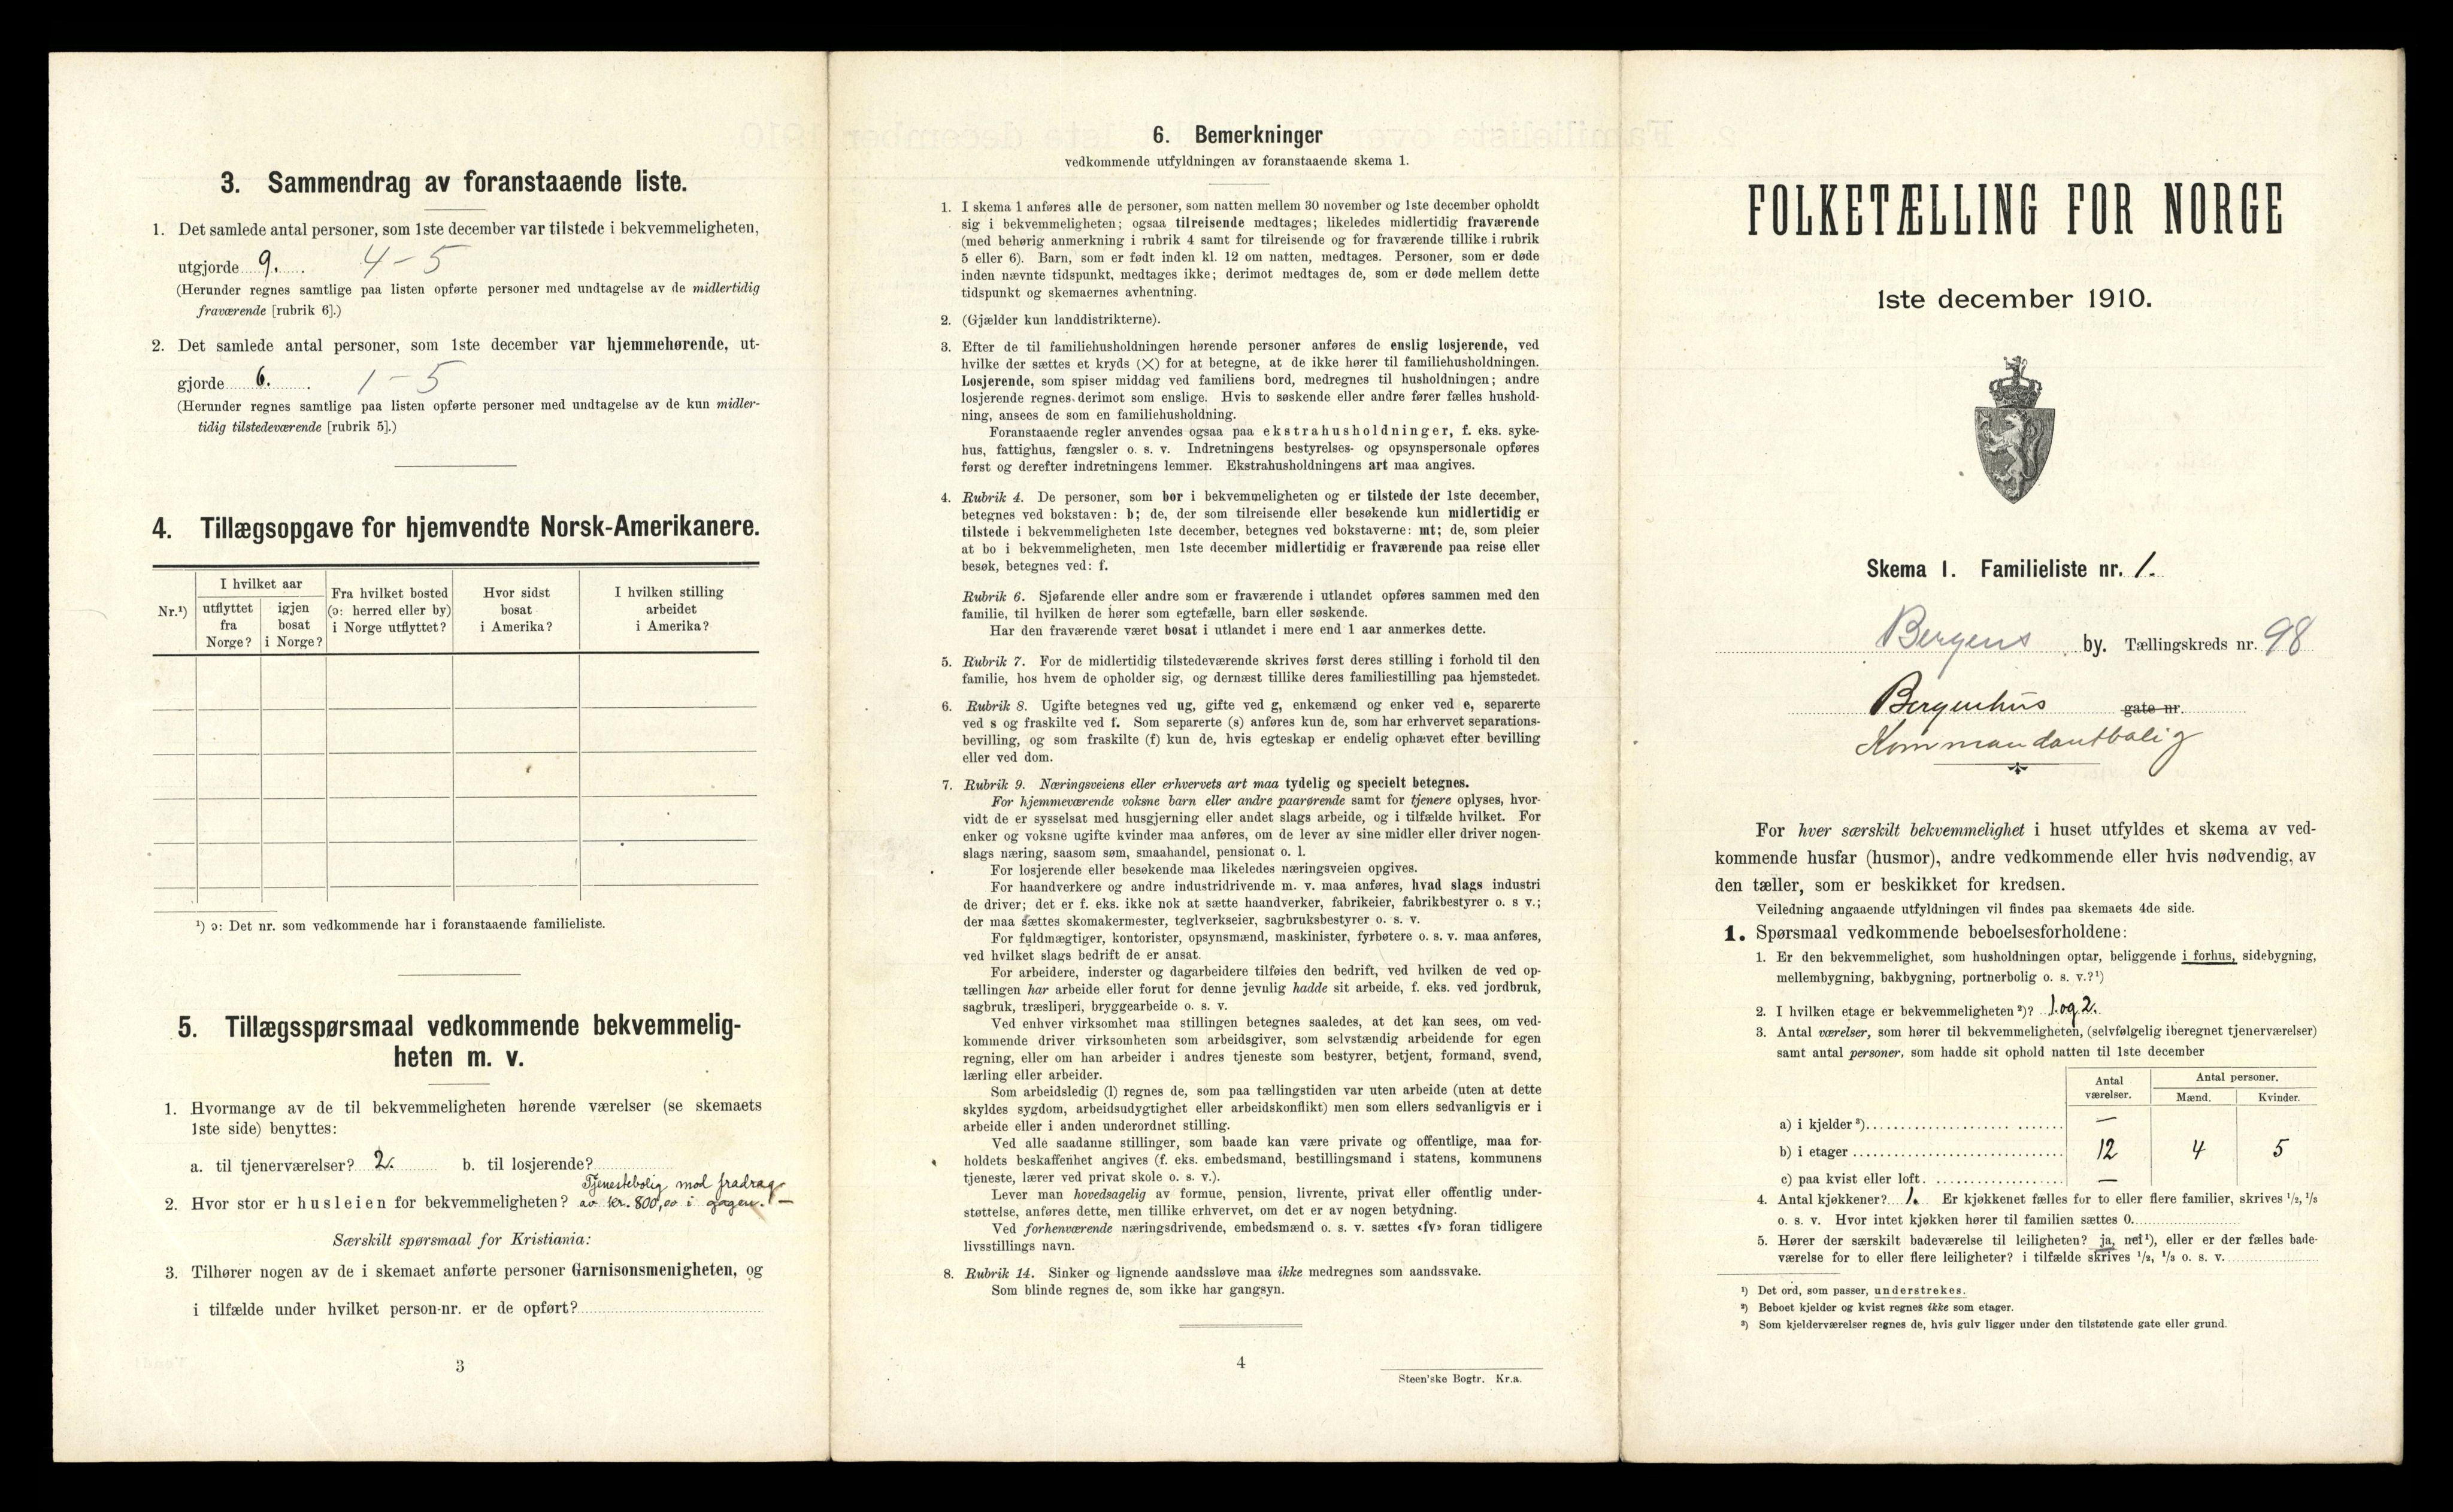 3. Sammendrag av foranstaaende liste.
1. Det samlede antal personer, som 1ste december var tilstede i bekvemmeligheten,
utgjorde 9. 4-5
(Herunder regnes samtlige paa listen opførte personer med undtagelse av de midlertidig
fraværende [rubrik 6].)
2. Det samlede antal personer, som 1ste december var hjemmehørende, ut-
gjorde 6. 1-5
(Herunder regnes samtlige paa listen opførte personer med undtagelse av de kun midler-
tidig tilstedeværende [rubrik 5].)
4. Tillægsopgave for hjemvendte Norsk-Amerikanere.
Nr.¹)
I hvilket aar
utflyttet
fra
Norge?
igjen
bosat
i Norge?
Fra hvilket bosted
(ɔ: herred eller by)
i Norge utflyttet?
Hvor sidst
bosat
i Amerika?
I hvilken stilling
arbeidet
i Amerika?
¹) ɔ: Det nr. som vedkommende har i foranstaaende familieliste.
5. Tillægsspørsmaal vedkommende bekvemmelig-
heten m. v.
1. Hvormange av de til bekvemmeligheten hørende værelser (se skemaets
1ste side) benyttes:
a. til tjenerværelser? 2. b. til losjerende?
Tjenestebolig mod fradrag
2. Hvor stor er husleien for bekvemmeligheten? av kr. 800,00 i gagen. -
Særskilt spørsmaal for Kristiania:
3. Tilhører nogen av de i skemaet anførte personer Garnisonsmenigheten, og
i tilfælde under hvilket person-nr. er de opført?
3
6. Bemerkninger
vedkommende utfyldningen av foranstaaende skema 1.
1. I skema 1 anføres alle de personer, som natten mellem 30 november og 1ste december opholdt
sig i bekvemmeligheten; ogsaa tilreisende medtages; likeledes midlertidig fraværende
(med behørig anmerkning i rubrik 4 samt for tilreisende og for fraværende tillike i rubrik
5 eller 6). Barn, som er født inden kl. 12 om natten, medtages. Personer, som er døde
inden nævnte tidspunkt, medtages ikke; derimot medtages de, som er døde mellem dette
tidspunkt og skemaernes avhentning.
2. (Gjælder kun landdistrikterne).
3. Efter de til familiehusholdningen hørende personer anføres de enslig losjerende, ved
hvilke der sættes et kryds (×) for at betegne, at de ikke hører til familiehusholdningen.
Losjerende, som spiser middag ved familiens bord, medregnes til husholdningen; andre
losjerende regnes derimot som enslige. Hvis to søskende eller andre fører fælles hushold-
ning, ansees de som en familiehusholdning.
Foranstaaende regler anvendes ogsaa paa ekstrahusholdninger, f. eks. syke-
hus, fattighus, fængsler o. s. v. Indretningens bestyrelses- og opsynspersonale opføres
først og derefter indretningens lemmer. Ekstrahusholdningens art maa angives.
4. Rubrik 4. De personer, som bor i bekvemmeligheten og er tilstede der 1ste december,
betegnes ved bokstaven: b; de, der som tilreisende eller besøkende kun midlertidig er
tilstede i bekvemmeligheten 1ste december, betegnes ved bokstaverne: mt; de, som pleier
at bo i bekvemmeligheten, men 1ste december midlertidig er fraværende paa reise eller
besøk, betegnes ved: f.
Rubrik 6. Sjøfarende eller andre som er fraværende i utlandet opføres sammen med den
familie, til hvilken de hører som egtefælle, barn eller søskende.
Har den fraværende været bosat i utlandet i mere end 1 aar anmerkes dette.
5. Rubrik 7. For de midlertidig tilstedeværende skrives først deres stilling i forhold til den
familie, hos hvem de opholder sig, og dernæst tillike deres familiestilling paa hjemstedet.
6. Rubrik 8. Ugifte betegnes ved ug, gifte ved g, enkemænd og enker ved e, separerte
ved s og fraskilte ved f. Som separerte (s) anføres kun de, som har erhvervet separations-
bevilling, og som fraskilte (f) kun de, hvis egteskap er endelig ophævet efter bevilling
eller ved dom.
7. Rubrik 9. Næringsveiens eller erhvervets art maa tydelig og specielt betegnes.
For hjemmeværende voksne barn eller andre paarørende samt for tjenere oplyses, hvor-
vidt de er sysselsat med husgjerning eller andet slags arbeide, og i tilfælde hvilket. For
enker og voksne ugifte kvinder maa anføres, om de lever av sine midler eller driver nogen-
slags næring, saasom søm, smaahandel, pensionat o. l.
For losjerende eller besøkende maa likeledes næringsveien opgives.
For haandverkere og andre industridrivende m. v. maa anføres, hvad slags industri
de driver; det er f. eks. ikke nok at sætte haandverker, fabrikeier, fabrikbestyrer o. s v.;
der maa sættes skomakermester, teglverkseier, sagbruksbestyrer o. s. v.
For fuldmægtiger, kontorister, opsynsmænd, maskinister, fyrbøtere o. s. v. maa anføres,
ved hvilket slags bedrift de er ansat.
For arbeidere, inderster og dagarbeidere tilføies den bedrift, ved hvilken de ved op-
tællingen har arbeide eller forut for denne jevnlig hadde sit arbeide, f. eks. ved jordbruk,
sagbruk, træsliperi, bryggearbeide o. s. v.
Ved enhver virksomhet maa stillingen betegnes saaledes, at det kan sees, om ved-
kommende driver virksomheten som arbeidsgiver, som selvstændig arbeidende for egen
regning, eller om han arbeider i andres tjeneste som bestyrer, betjent, formand, svend,
lærling eller arbeider.
Som arbeidsledig (l) regnes de, som paa tællingstiden var uten arbeide (uten at dette
skyldes sygdom, arbeidsudygtighet eller arbeidskonflikt) men som ellers sedvanligvis er i
arbeide eller i anden underordnet stilling.
Ved alle saadanne stillinger, som baade kan være private og offentlige, maa for-
holdets beskaffenhet angives (f. eks. embedsmand, bestillingsmand i statens, kommunens
tjeneste, lærer ved privat skole o. s. v.).
Lever man hovedsagelig av formue, pension, livrente, privat eller offentlig under-
støttelse, anføres dette, men tillike erhvervet, om det er av nogen betydning.
Ved forhenværende næringsdrivende, embedsmænd o. s. v. sættes «fv» foran tidligere
livsstillings navn.
8. Rubrik 14. Sinker og lignende aandssløve maa ikke medregnes som aandssvake.
Som blinde regnes de, som ikke har gangsyn.
4
Steen'ske Bogtr. Kr.a.
FOLKETÆLLING FOR NORGE
1ste december 1910.
Skema 1. Familieliste nr. 1.
Bergens by. Tællingskreds nr. 98
Bergenhus gate nr.
Kommandantbolig
For hver særskilt bekvemmelighet i huset utfyldes et skema av ved-
kommende husfar (husmor), andre vedkommende eller hvis nødvendig, av
den tæller, som er beskikket for kredsen.
Veiledning angaaende utfyldningen vil findes paa skemaets 4de side.
1. Spørsmaal vedkommende beboelsesforholdene:
1. Er den bekvemmelighet, som husholdningen optar, beliggende i forhus, sidebygning,
mellembygning, bakbygning, portnerbolig o. s. v.?¹)
2. I hvilken etage er bekvemmeligheten²)? 1. og 2.
3. Antal værelser, som hører til bekvemmeligheten, (selvfølgelig iberegnet tjenerværelser)
samt antal personer, som hadde sit ophold natten til 1ste december
Antal
værelser.
Antal personer.
Mænd. Kvinder.
a) i kjelder³) —
b) i etager 12 4 5
c) paa kvist eller loft. —
4. Antal kjøkkener? 1. Er kjøkkenet fælles for to eller flere familier, skrives 1/2, 1/3
o. s. v. Hvor intet kjøkken hører til familien sættes 0.
5. Hører der særskilt badeværelse til leiligheten? ja, nei¹), eller er der fælles bade-
værelse for to eller flere leiligheter? i tilfælde skrives 1/2, 1/3 o. s. v.
¹) Det ord, som passer, understrekes.
²) Beboet kjelder og kvist regnes ikke som etager.
³) Som kjelderværelser regnes de, hvis gulv ligger under den tilstøtende gate eller grund.